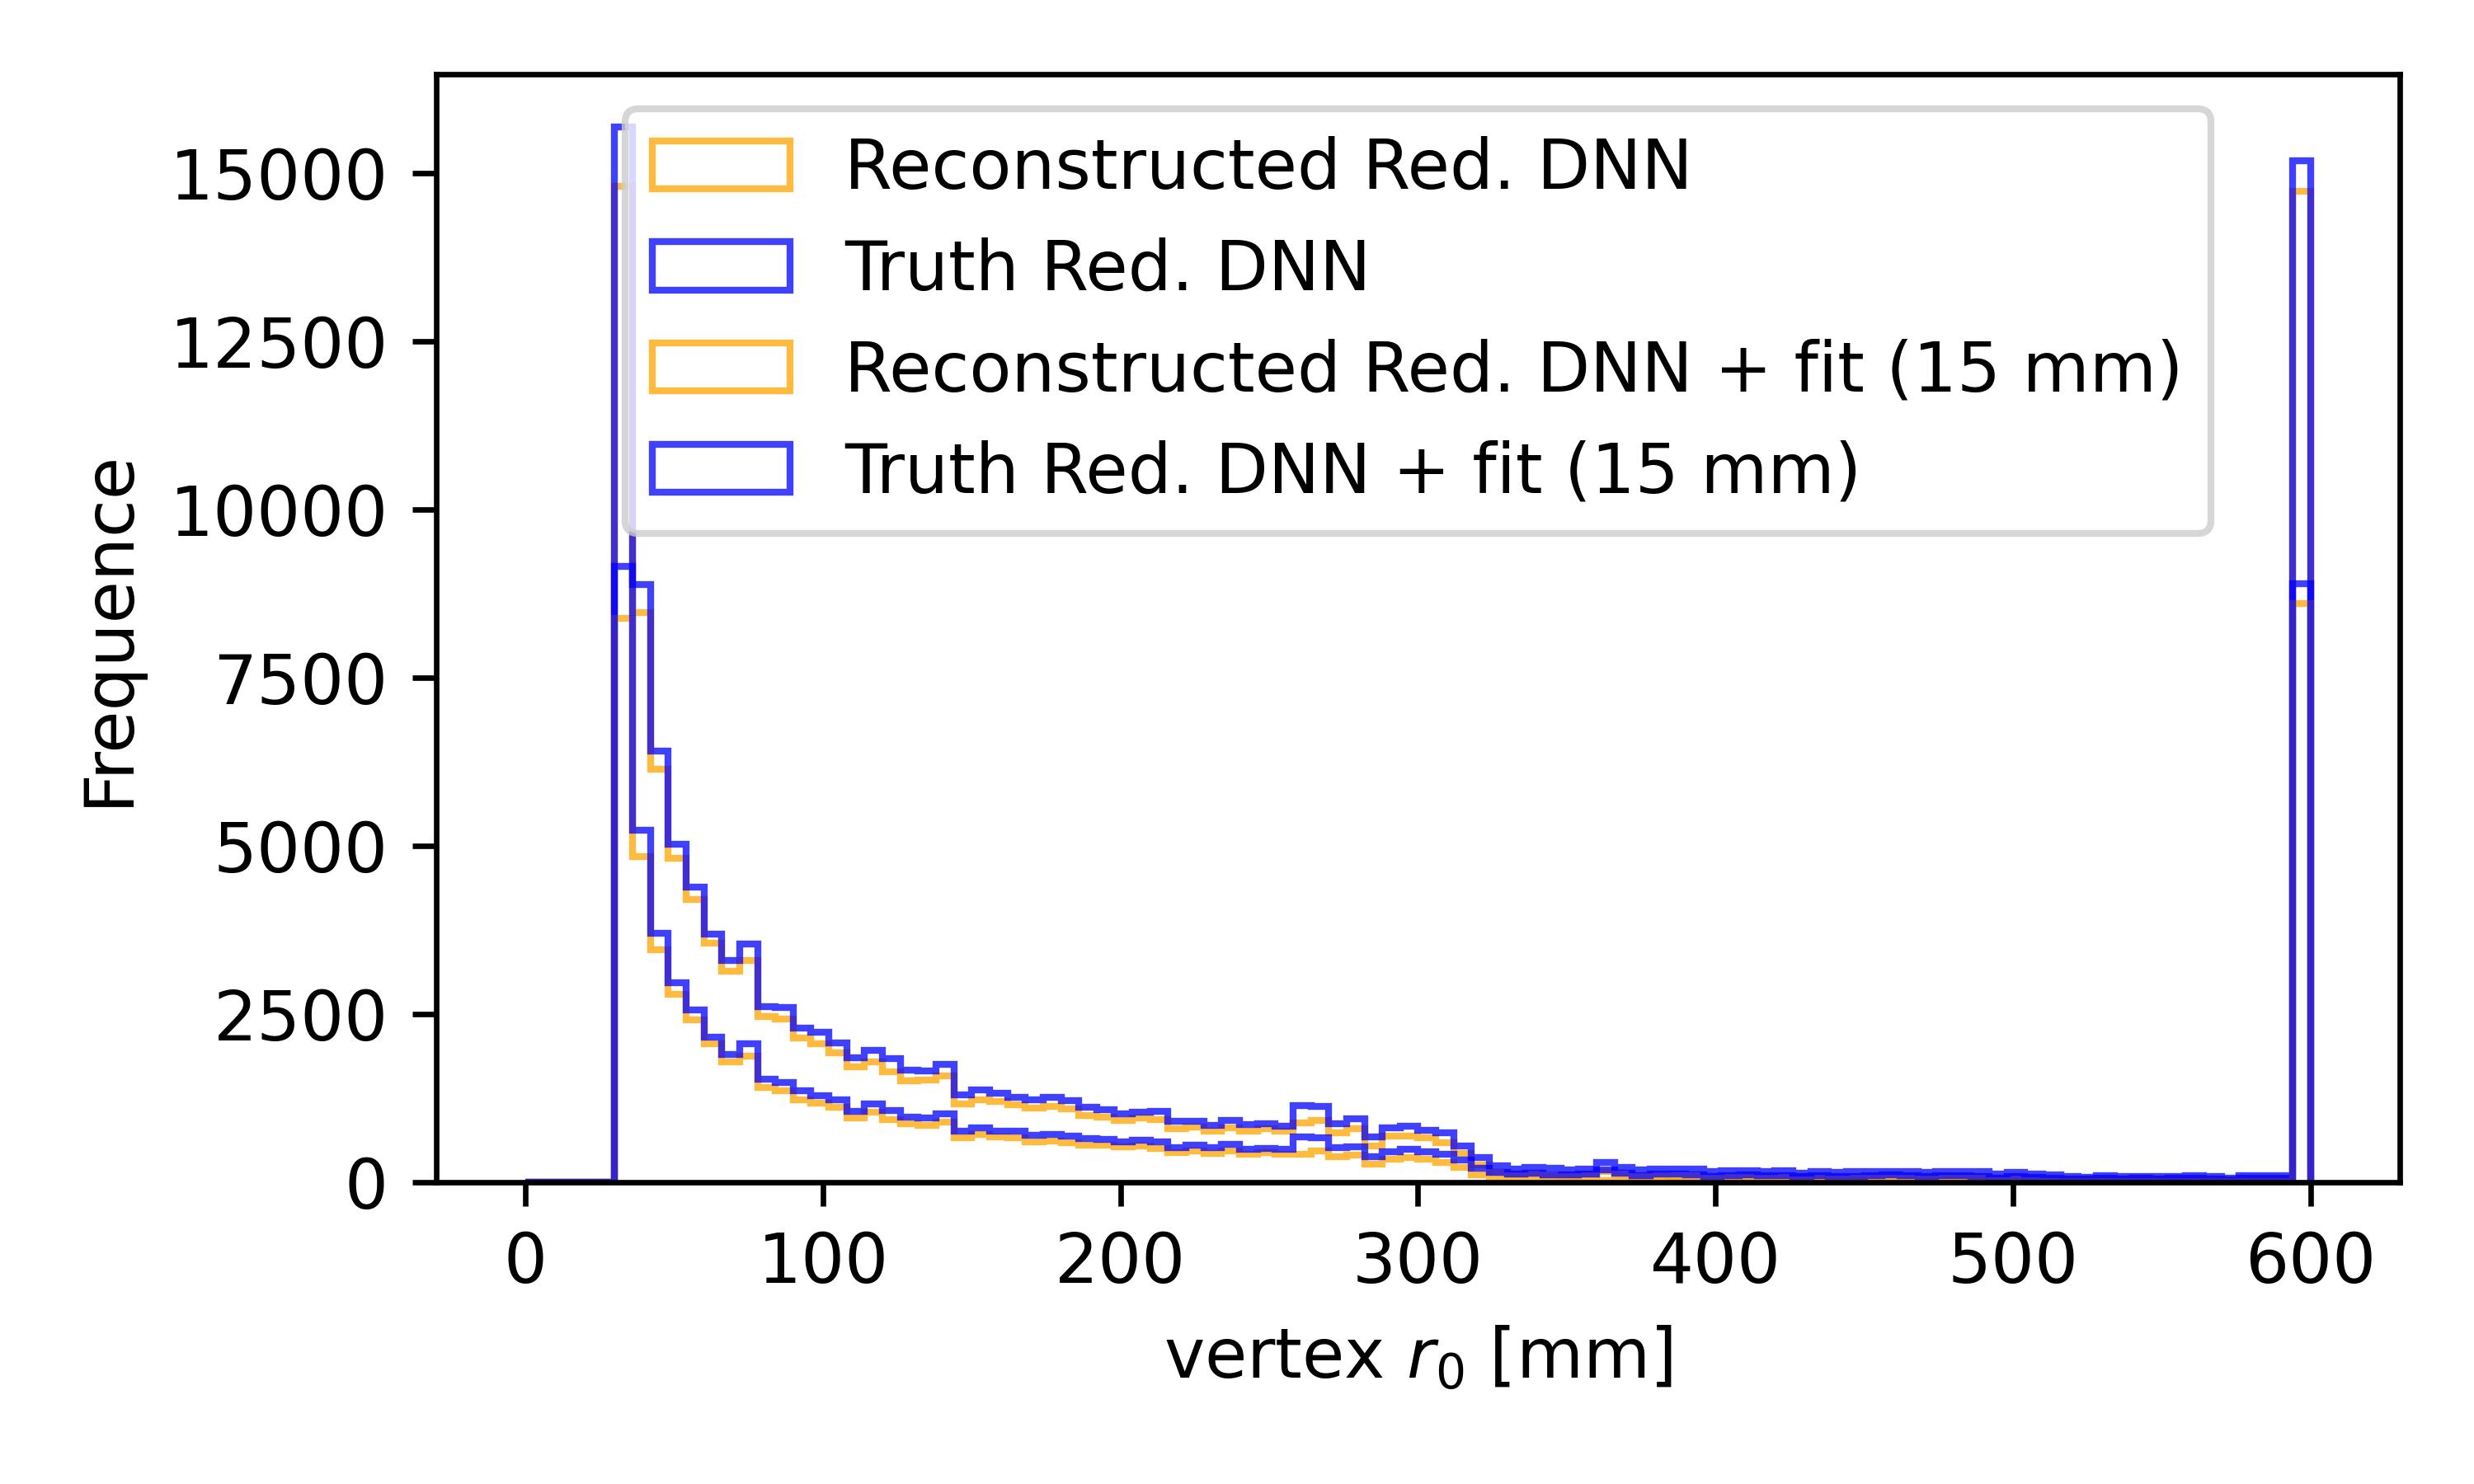 Reconstructed Red. DNN
Truth Red. DNN
Reconstructed Red. DNN + fit (15 mm)
Truth Red. DNN + fit (15 mm)
15000
12500
10000
7500
5000
2500
0
Frequence
0 100 200 300 400 500 600
vertex r₀ [mm]